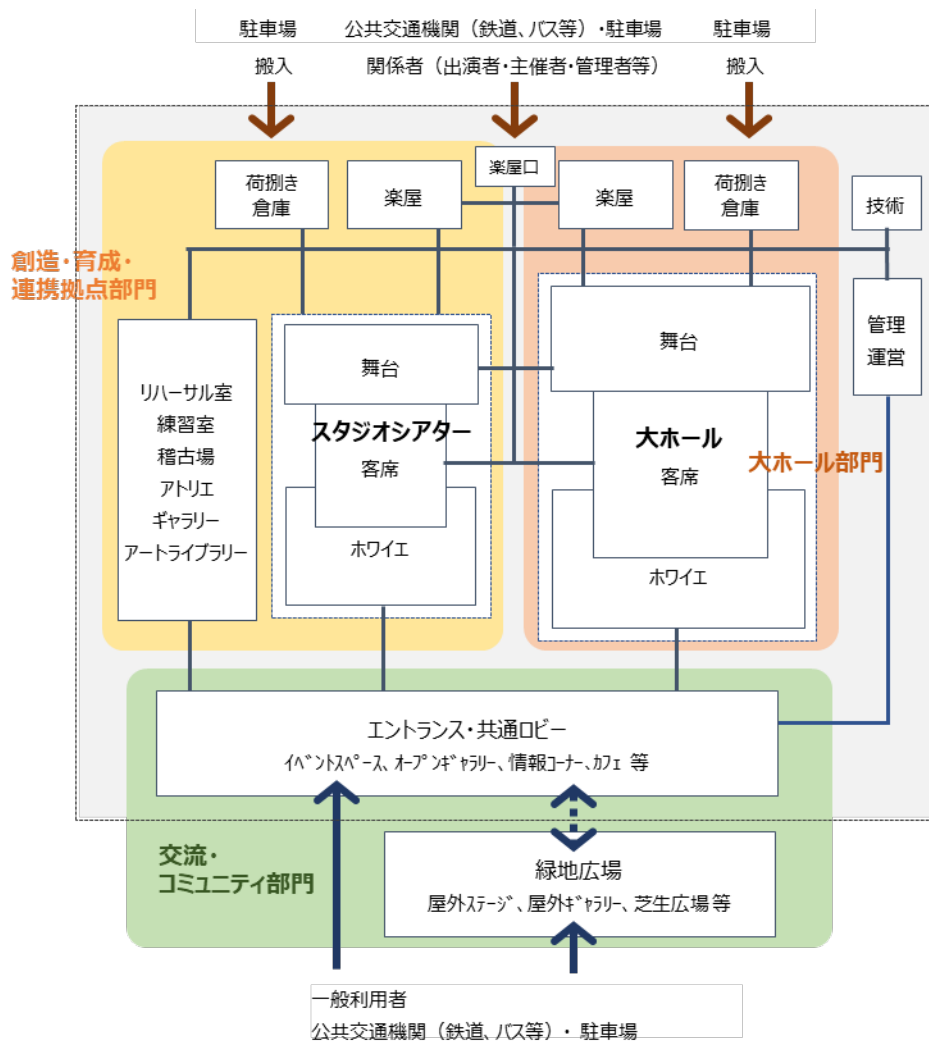 駐車場 公共交通機関（鉄道、バス等）・駐車場 駐車場
搬入 関係者（出演者・主催者・管理者等） 搬入
楽屋口
荷捌き
倉庫
楽屋
楽屋
荷捌き
倉庫
技術
創造・育成・
連携拠点部門
管理
運営
舞台
舞台
リハーサル室
練習室
稽古場
アトリエ
ギャラリー
アートライブラリー
スタジオシアター
客席
ホワイエ
大ホール
客席
ホワイエ
大ホール部門
エントランス・共通ロビー
ｲﾍﾞﾝﾄｽﾍﾟｰｽ、ｵｰﾌﾟﾝｷﾞｬﾗﾘｰ、情報ｺｰﾅｰ、ｶﾌｪ 等
交流・
コミュニティ部門
緑地広場
屋外ｽﾃｰｼﾞ、屋外ｷﾞｬﾗﾘｰ、芝生広場 等
一般利用者
公共交通機関（鉄道、バス等）・ 駐車場